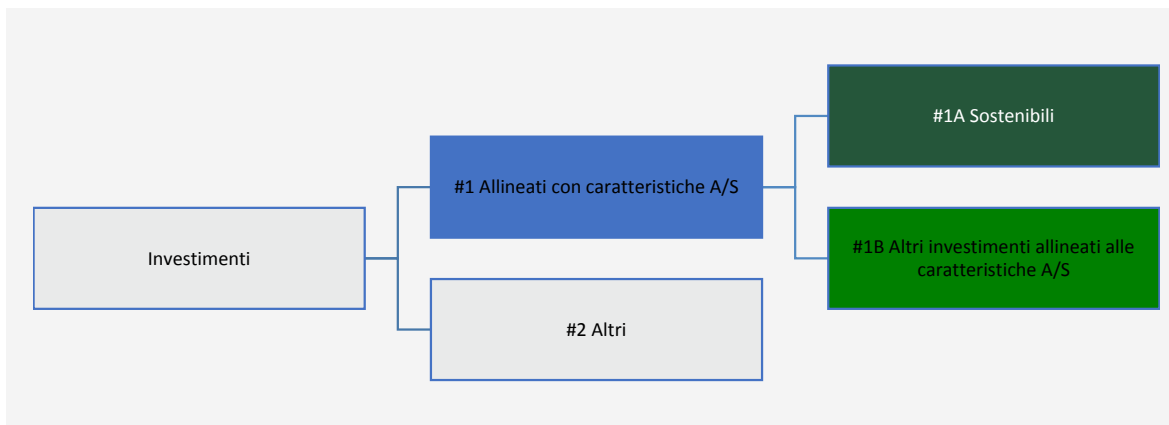 Investimenti
#1 Allineati con caratteristiche A/S
#2 Altri
#1A Sostenibili
#1B Altri investimenti allineati alle
caratteristiche A/S